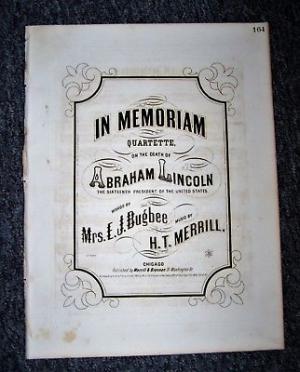 164
IN MEMORIAM
QUARTETTE,
ON THE DEATH OF
ABRAHAM LINCOLN
THE SIXTEENTH PRESIDENT OF THE UNITED STATES.
WORDS BY
Mrs. E. J. Bugbee
MUSIC BY
H. T. MERRILL.
CHICAGO
Published by Merrill & Brennan